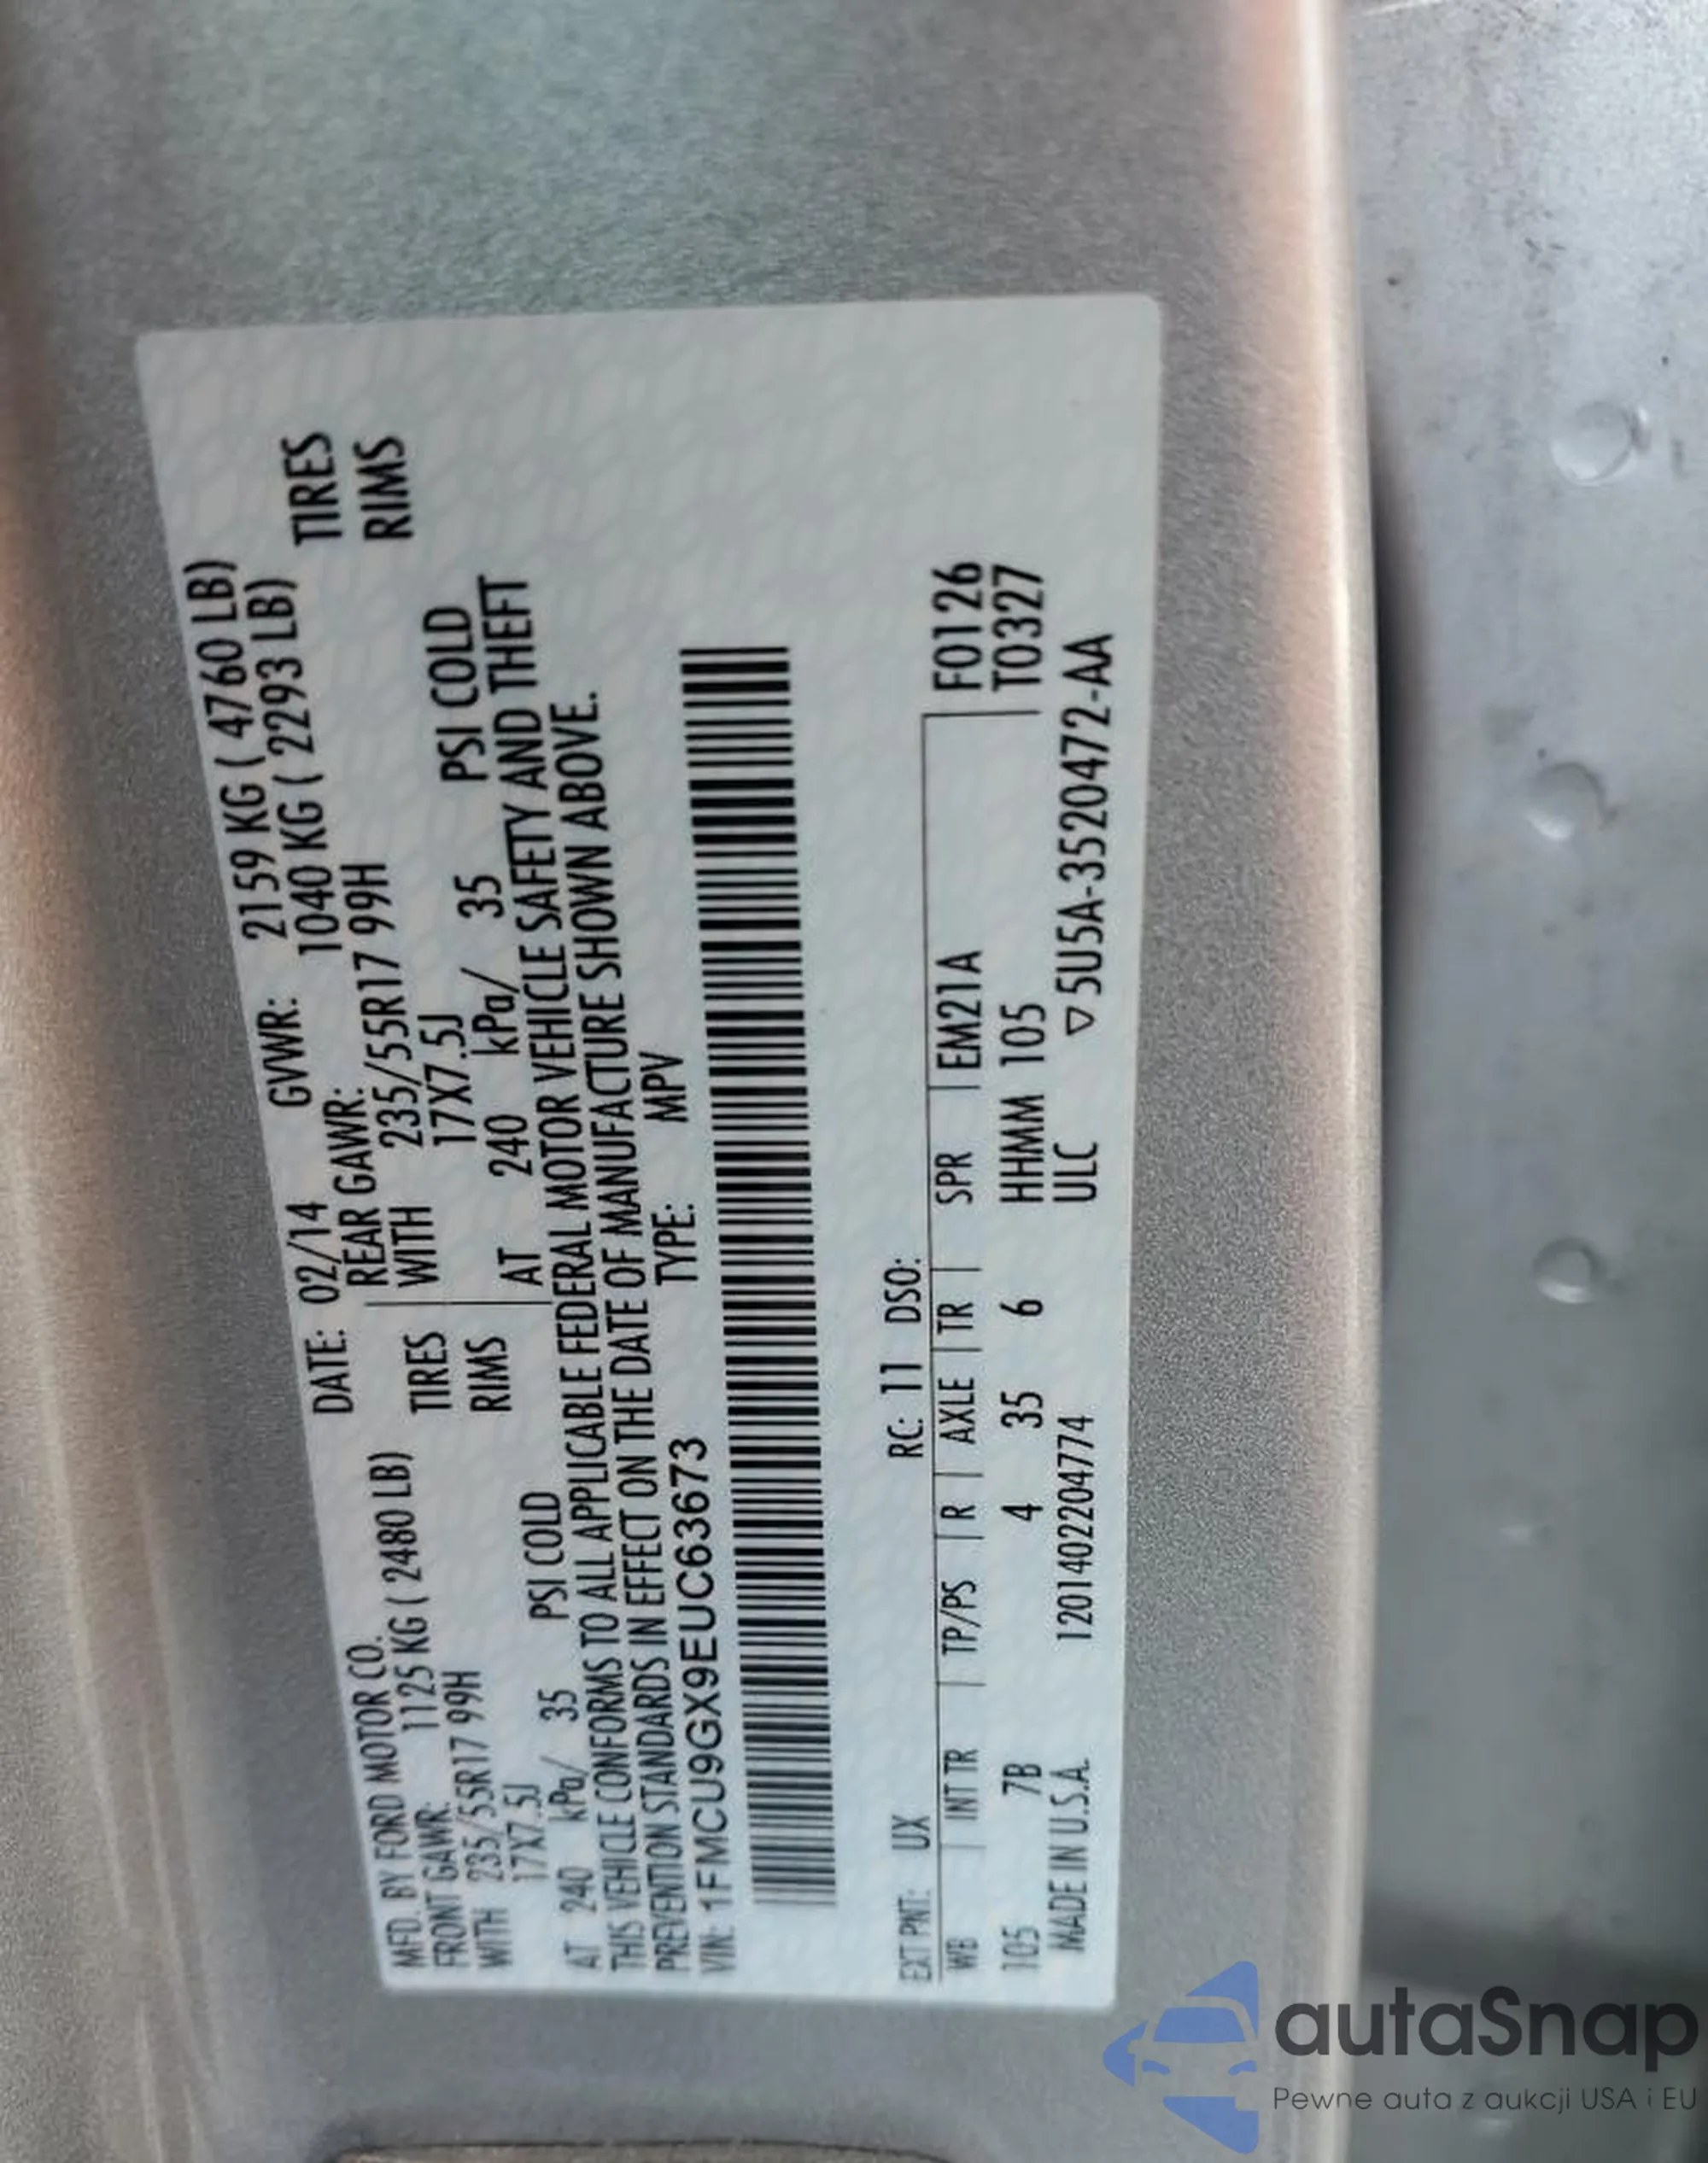 MFD. BY FORD MOTOR CO.
DATE: 02/14 GVWR: 2159 KG ( 4760 LB)
FRONT GAWR: 1125 KG ( 2480 LB) REAR GAWR: 1040 KG ( 2293 LB)
WITH 235/55R17 99H TIRES WITH 235/55R17 99H TIRES
17X7.5J RIMS 17X7.5J RIMS
AT 240 kPa/ 35 PSI COLD AT 240 kPa/ 35 PSI COLD
THIS VEHICLE CONFORMS TO ALL APPLICABLE FEDERAL MOTOR VEHICLE SAFETY AND THEFT
PREVENTION STANDARDS IN EFFECT ON THE DATE OF MANUFACTURE SHOWN ABOVE.
VIN: 1FMCU9GX9EUC63673 TYPE: MPV
EXT PNT: UX RC: 11 DSO:
WB | INT TR | TP/PS | R | AXLE | TR | SPR | EM21A F0126
105 7B 4 35 6 HHMM 105 T0327
MADE IN U.S.A. 1201402204774 ULC ▽5U5A-3520472-AA
autaSnap
Pewne auta z aukcji USA i EU